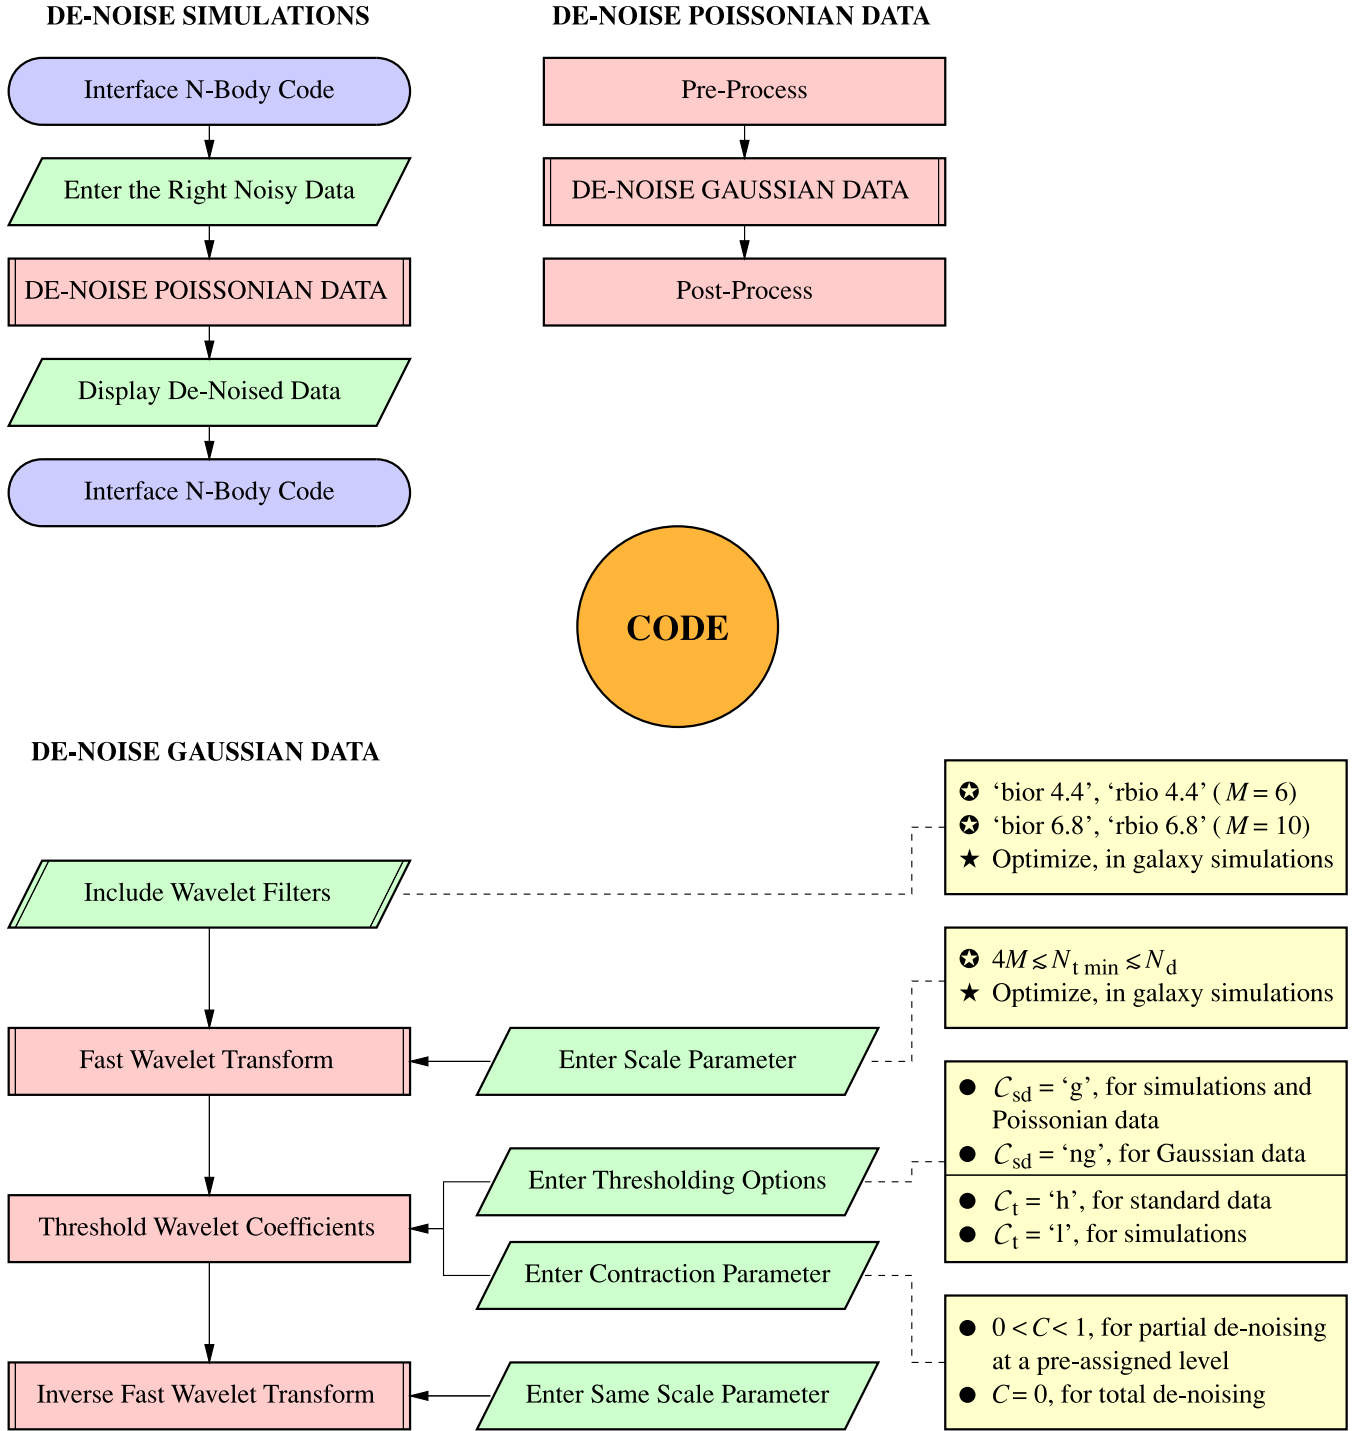 DE-NOISE SIMULATIONS
Interface N-Body Code
Enter the Right Noisy Data
DE-NOISE POISSONIAN DATA
Display De-Noised Data
Interface N-Body Code
DE-NOISE POISSONIAN DATA
Pre-Process
DE-NOISE GAUSSIAN DATA
Post-Process
CODE
DE-NOISE GAUSSIAN DATA
Include Wavelet Filters
✪ ‘bior 4.4’, ‘rbio 4.4’ (M = 6)
✪ ‘bior 6.8’, ‘rbio 6.8’ (M = 10)
★ Optimize, in galaxy simulations
Fast Wavelet Transform
Enter Scale Parameter
✪ 4M ≲ N_t min ≲ N_d
★ Optimize, in galaxy simulations
Threshold Wavelet Coefficients
Enter Thresholding Options
● C_sd = ‘g’, for simulations and
Poissonian data
● C_sd = ‘ng’, for Gaussian data
● C_t = ‘h’, for standard data
● C_t = ‘l’, for simulations
Enter Contraction Parameter
● 0 < C < 1, for partial de-noising
at a pre-assigned level
● C = 0, for total de-noising
Inverse Fast Wavelet Transform
Enter Same Scale Parameter